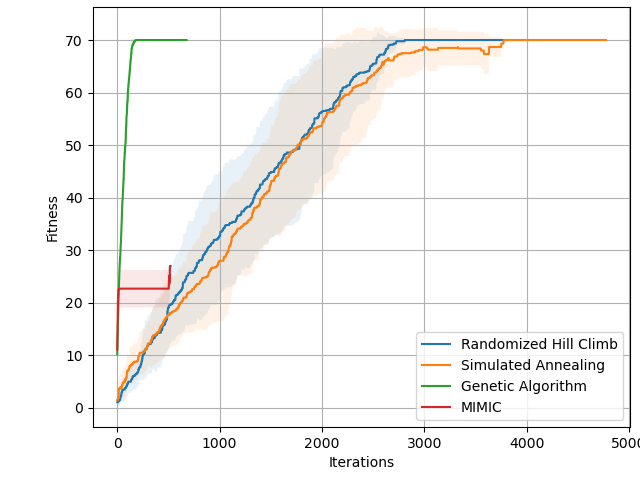 70
60
50
40
30
20
10
0
Fitness
Randomized Hill Climb
Simulated Annealing
Genetic Algorithm
MIMIC
0 1000 2000 3000 4000 5000
Iterations